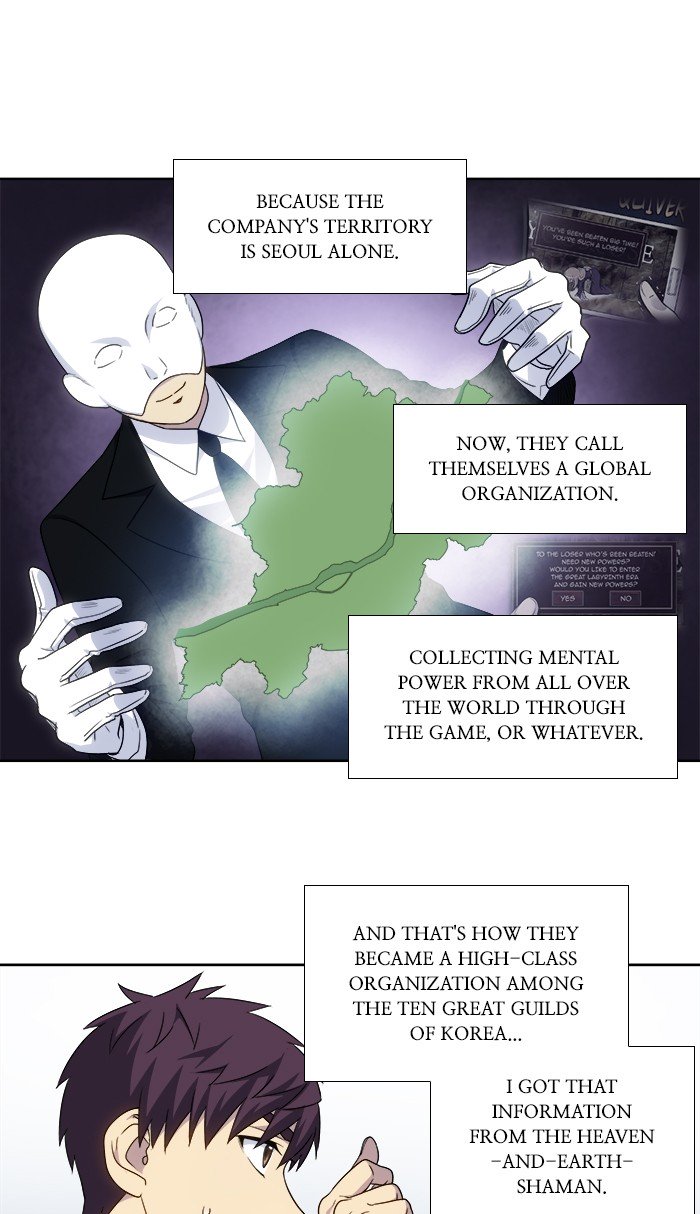 BECAUSE THE
COMPANY'S TERRITORY
IS SEOUL ALONE.
QUIVER
YOU'VE BEEN BEATEN BIG TIME!
YOU'RE SUCH A LOSER!
NOW, THEY CALL
THEMSELVES A GLOBAL
ORGANIZATION.
TO THE LOSER WHO'S BEEN BEATEN!
NEED NEW POWERS?
WOULD YOU LIKE TO ENTER
THE GREAT LABYRINTH ERA
AND GAIN NEW POWERS?
YES NO
COLLECTING MENTAL
POWER FROM ALL OVER
THE WORLD THROUGH
THE GAME, OR WHATEVER.
AND THAT'S HOW THEY
BECAME A HIGH-CLASS
ORGANIZATION AMONG
THE TEN GREAT GUILDS
OF KOREA...
I GOT THAT
INFORMATION
FROM THE HEAVEN
-AND-EARTH-
SHAMAN.